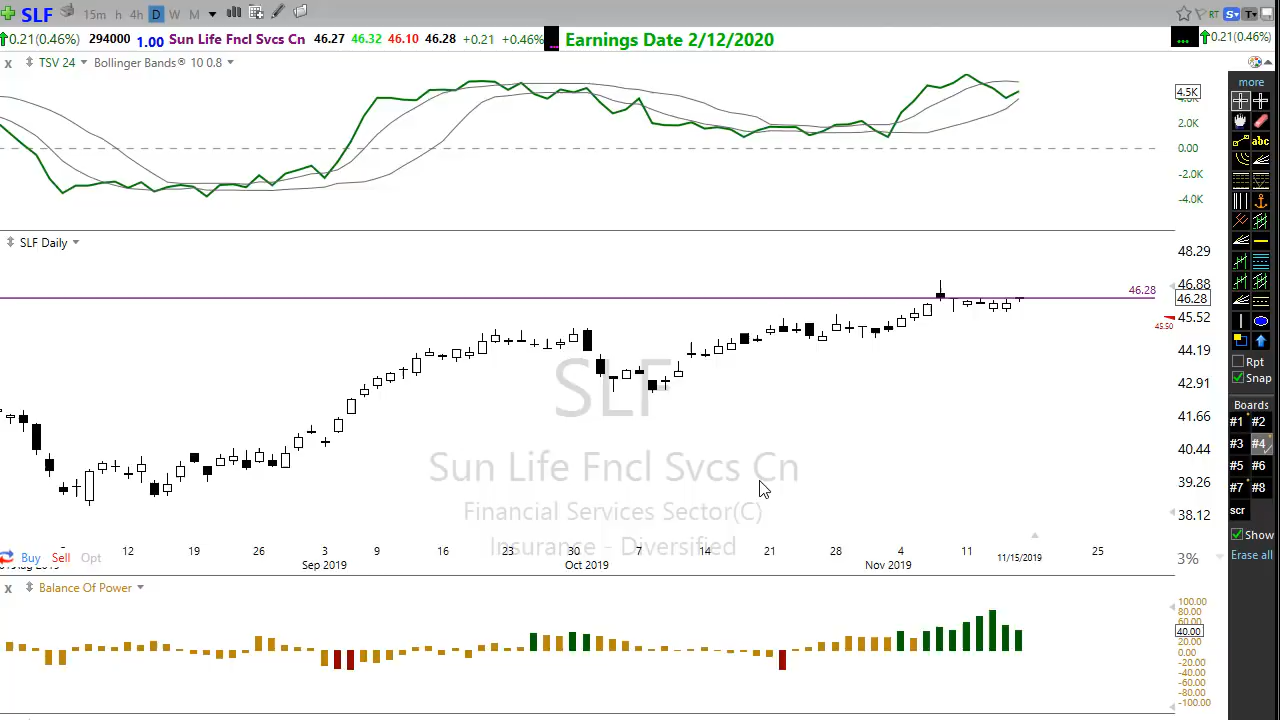 SLF 15m h 4h D W M RT S T
0.21(0.46%) 294000 1.00 Sun Life Fncl Svcs Cn 46.27 46.32 46.10 46.28 +0.21 +0.46% ... Earnings Date 2/12/2020 ... 0.21(0.46%)
x TSV 24 Bollinger Bands® 10 0.8
more
4.5K
2.0K
0.00
-2.0K
-4.0K
abc
SLF Daily
48.29
46.88
46.28
46.28
45.52
45.50
44.19
42.91
41.66
40.44
39.26
38.12
SLF
Sun Life Fncl Svcs Cn
Financial Services Sector(C)
Insurance - Diversified
Rpt
Snap
Boards
#1 #2
#3 #4
#5 #6
#7 #8
scr
Show
Erase all
Buy Sell Opt
12 19 26 3 9 16 23 30 7 14 21 28 4 11 25
Sep 2019 Oct 2019 Nov 2019 11/15/2019
3%
x Balance Of Power
100.00
80.00
60.00
40.00
20.00
0.00
-20.00
-40.00
-60.00
-80.00
-100.00